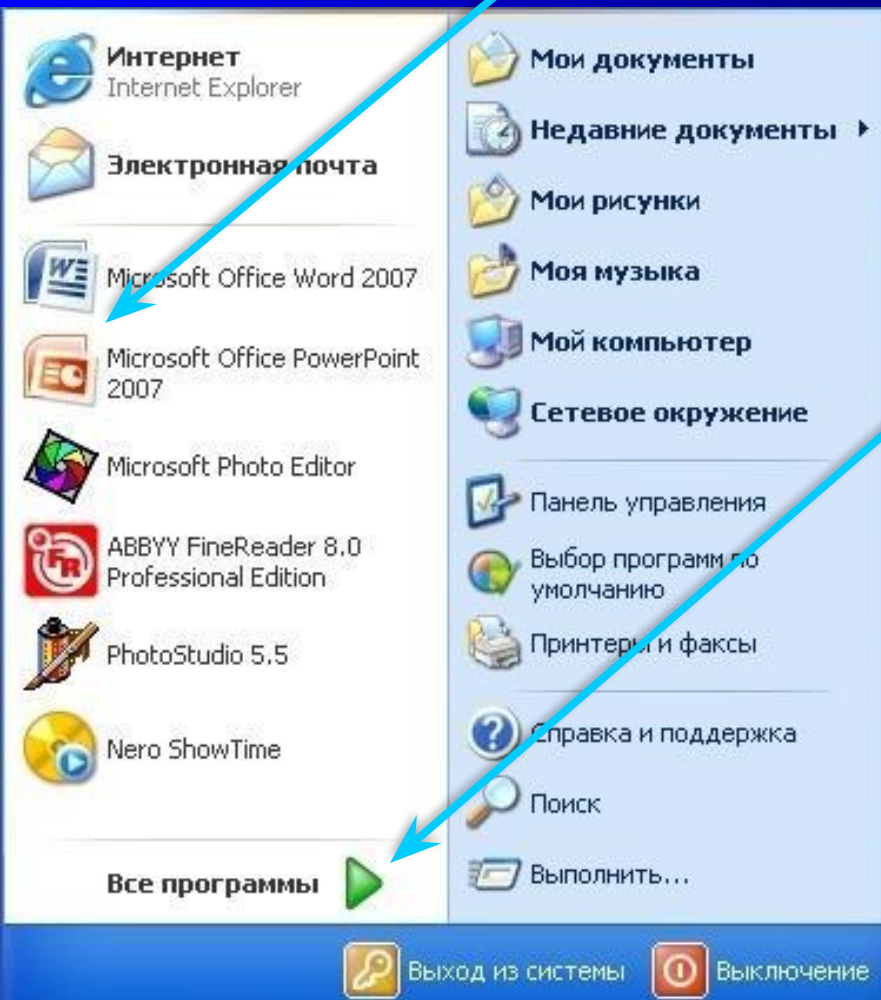 Интернет
Internet Explorer
Электронная почта
Microsoft Office Word 2007
Microsoft Office PowerPoint
2007
Microsoft Photo Editor
ABBYY FineReader 8.0
Professional Edition
PhotoStudio 5.5
Nero ShowTime
Все программы
Мои документы
Недавние документы
Мои рисунки
Моя музыка
Мой компьютер
Сетевое окружение
Панель управления
Выбор программ по
умолчанию
Принтеры и факсы
Справка и поддержка
Поиск
Выполнить...
Выход из системы
Выключение